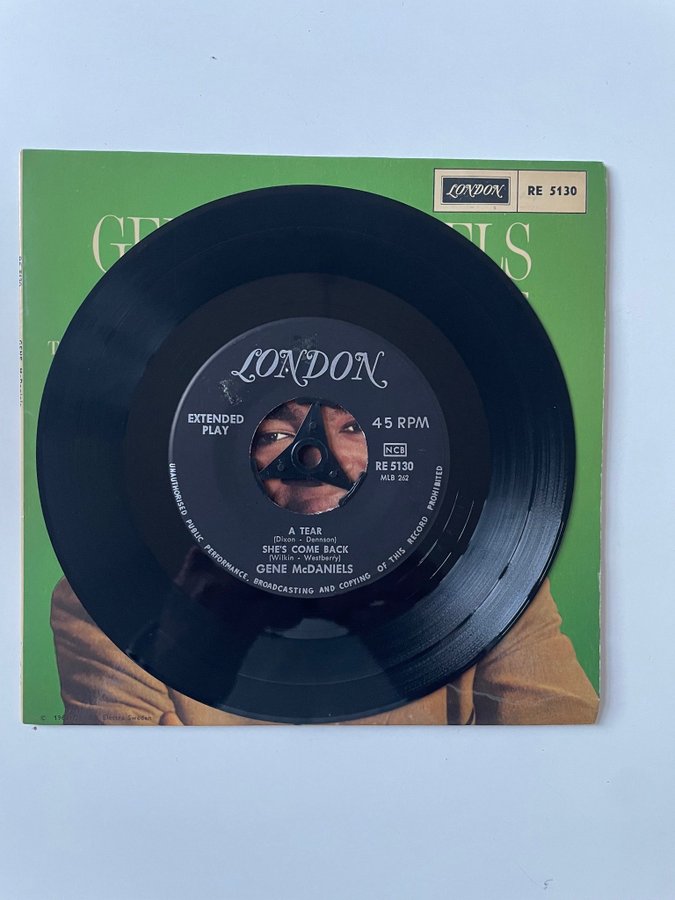 LONDON RE 5130
LONDON
EXTENDED
PLAY
45 RPM
NCB
RE 5130
MLB 262
A TEAR
(Dixon - Dennson)
SHE'S COME BACK
(Wilkin - Westberry)
GENE McDANIELS
UNAUTHORISED PUBLIC PERFORMANCE, BROADCASTING AND COPYING OF THIS RECORD PROHIBITED
© Electra Sweden